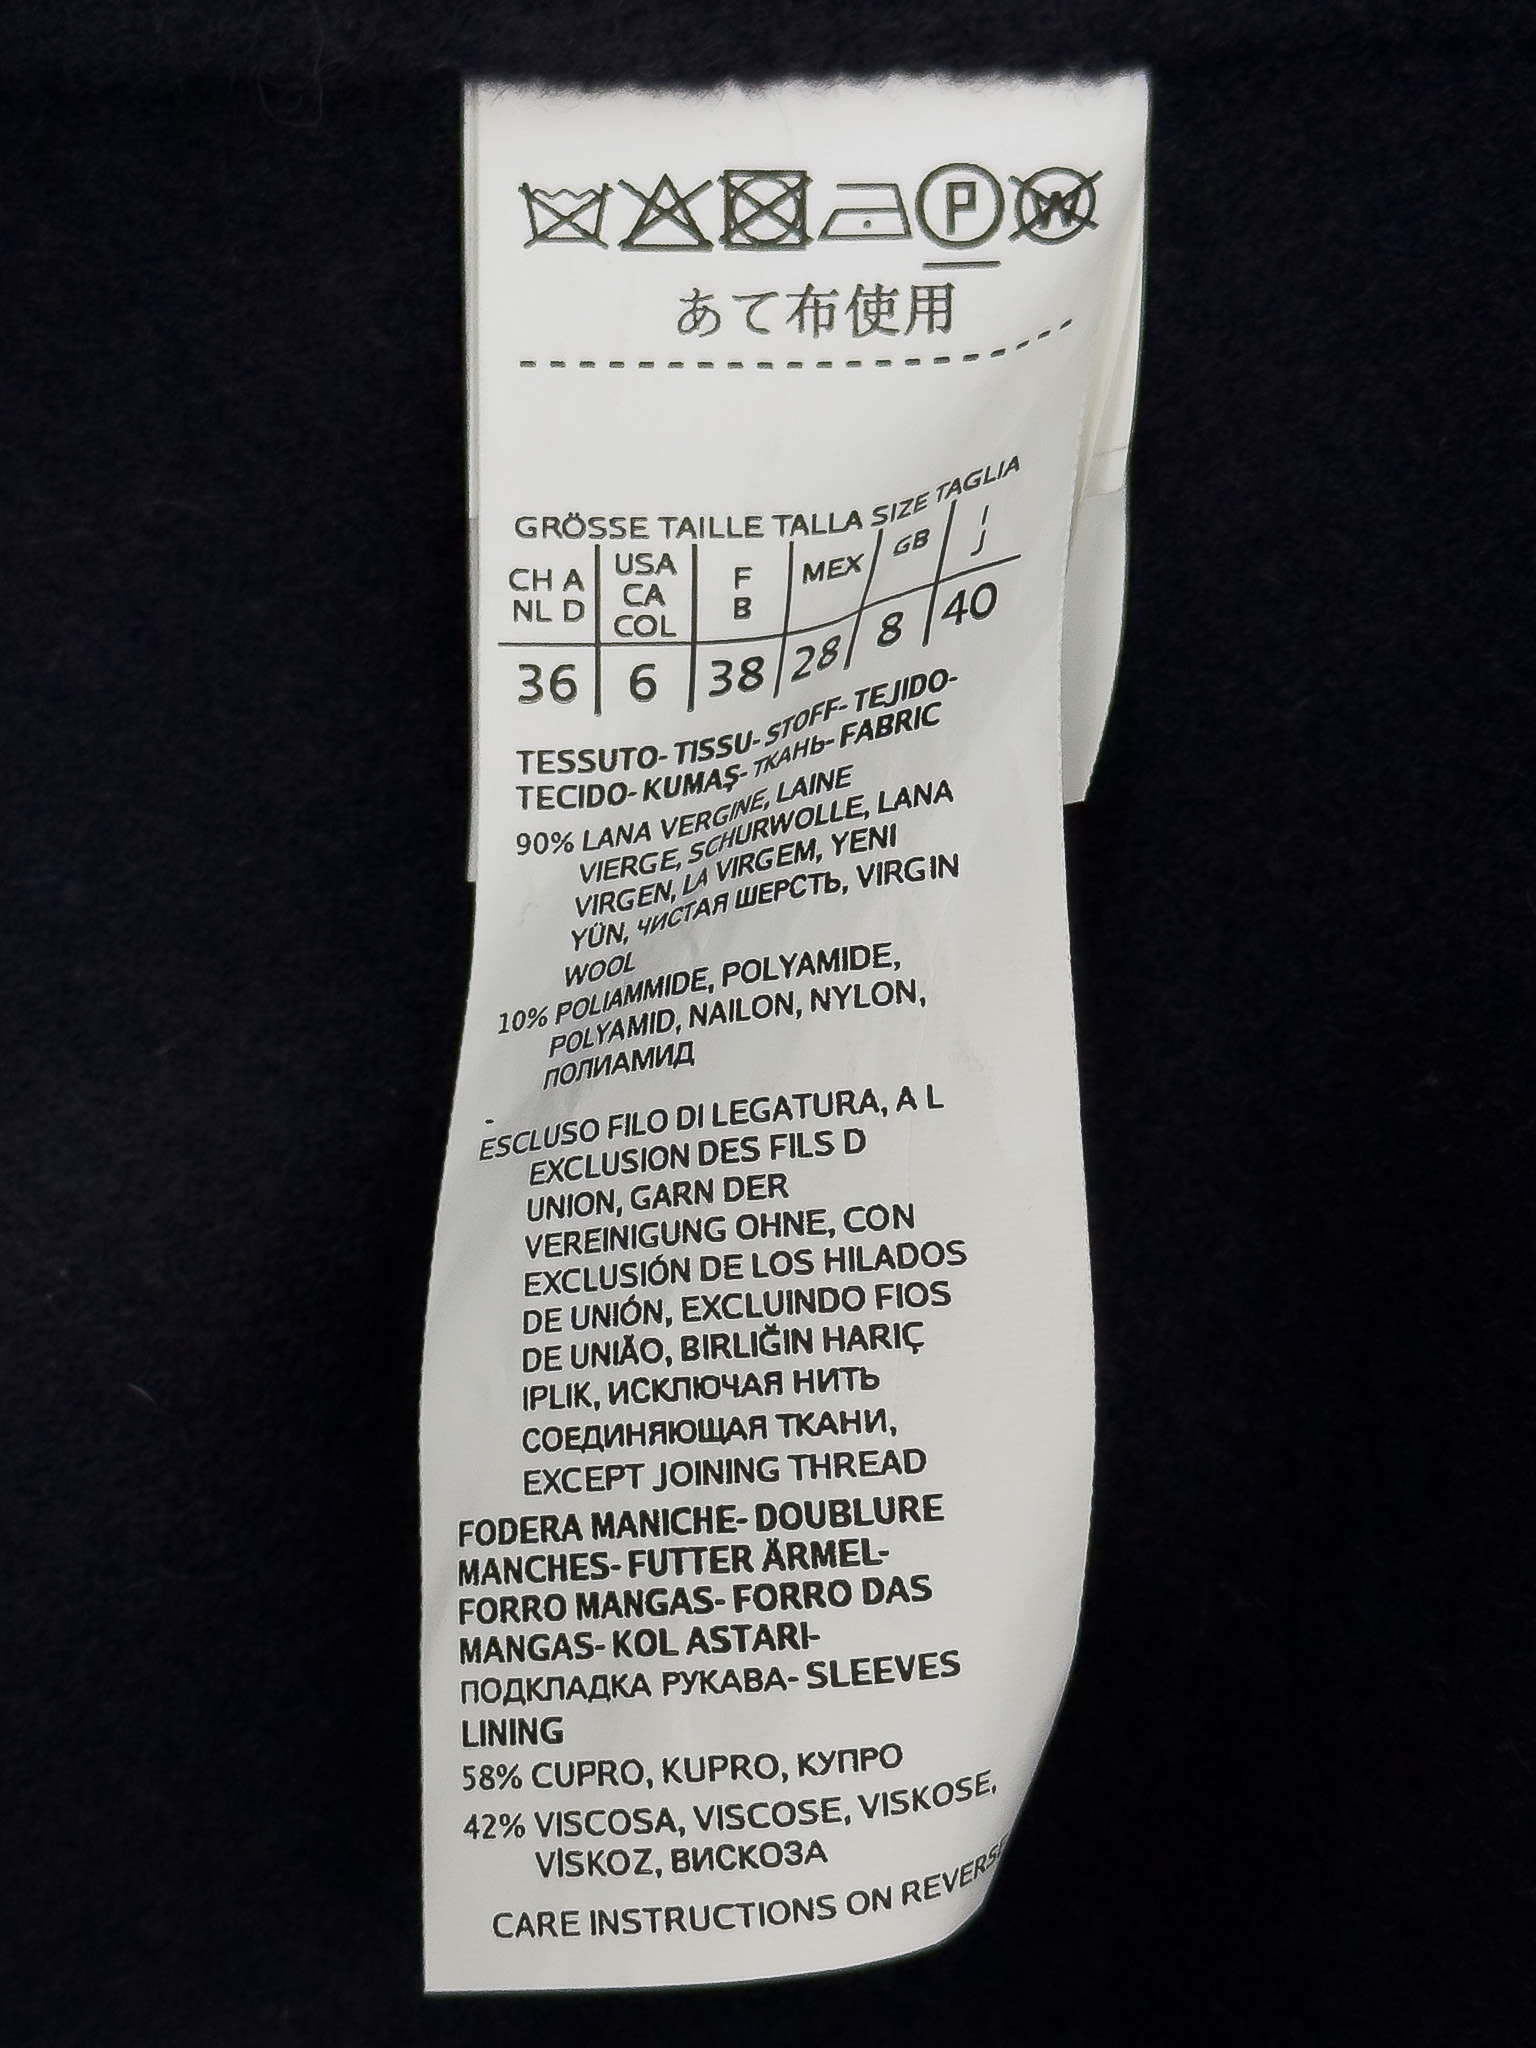 P W
あて布使用
GRÖSSE TAILLE TALLA SIZE TAGLIA
CH A NL D | USA CA COL | F B | MEX | GB | I J
36 | 6 | 38 | 28 | 8 | 40
TESSUTO- TISSU- STOFF- TEJIDO-
TECIDO- KUMAŞ- ТКАНЬ- FABRIC
90% LANA VERGINE, LAINE
VIERGE, SCHURWOLLE, LANA
VIRGEN, LA VIRGEM, YENI
YÜN, ЧИСТАЯ ШЕРСТЬ, VIRGIN
WOOL
10% POLIAMMIDE, POLYAMIDE,
POLYAMID, NAILON, NYLON,
ПОЛИАМИД
-
ESCLUSO FILO DI LEGATURA, A L
EXCLUSION DES FILS D
UNION, GARN DER
VEREINIGUNG OHNE, CON
EXCLUSIÓN DE LOS HILADOS
DE UNIÓN, EXCLUINDO FIOS
DE UNIÃO, BIRLIĞIN HARIÇ
IPLIK, ИСКЛЮЧАЯ НИТЬ
СОЕДИНЯЮЩАЯ ТКАНИ,
EXCEPT JOINING THREAD
FODERA MANICHE- DOUBLURE
MANCHES- FUTTER ÄRMEL-
FORRO MANGAS- FORRO DAS
MANGAS- KOL ASTARI-
ПОДКЛАДКА РУКАВА- SLEEVES
LINING
58% CUPRO, KUPRO, КУПРО
42% VISCOSA, VISCOSE, VISKOSE,
VISKOZ, ВИСКОЗА
CARE INSTRUCTIONS ON REVERSE